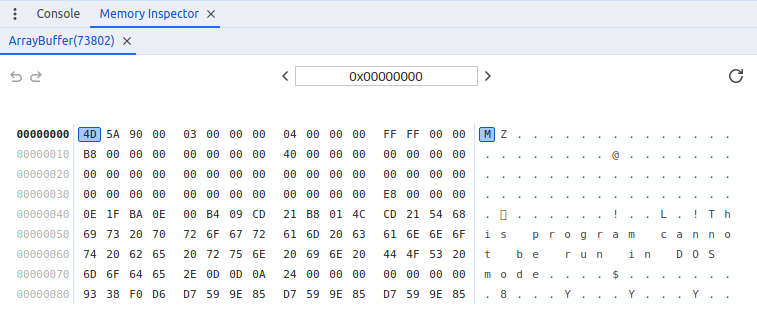 Console Memory Inspector ×
ArrayBuffer(73802) ×
0x00000000
00000000 4D 5A 90 00 03 00 00 00 04 00 00 00 FF FF 00 00 M Z . . . . . . . . . . . . . .
00000010 B8 00 00 00 00 00 00 00 40 00 00 00 00 00 00 00 . . . . . . . . @ . . . . . . .
00000020 00 00 00 00 00 00 00 00 00 00 00 00 00 00 00 00 . . . . . . . . . . . . . . . .
00000030 00 00 00 00 00 00 00 00 00 00 00 00 E8 00 00 00 . . . . . . . . . . . . . . . .
00000040 0E 1F BA 0E 00 B4 09 CD 21 B8 01 4C CD 21 54 68 . . . . . . . ! . . L . ! T h
00000050 69 73 20 70 72 6F 67 72 61 6D 20 63 61 6E 6E 6F i s p r o g r a m c a n n o
00000060 74 20 62 65 20 72 75 6E 20 69 6E 20 44 4F 53 20 t b e r u n i n D O S
00000070 6D 6F 64 65 2E 0D 0D 0A 24 00 00 00 00 00 00 00 m o d e . . . . $ . . . . . . .
00000080 93 38 F0 D6 D7 59 9E 85 D7 59 9E 85 D7 59 9E 85 . 8 . . . Y . . . Y . . . Y . .